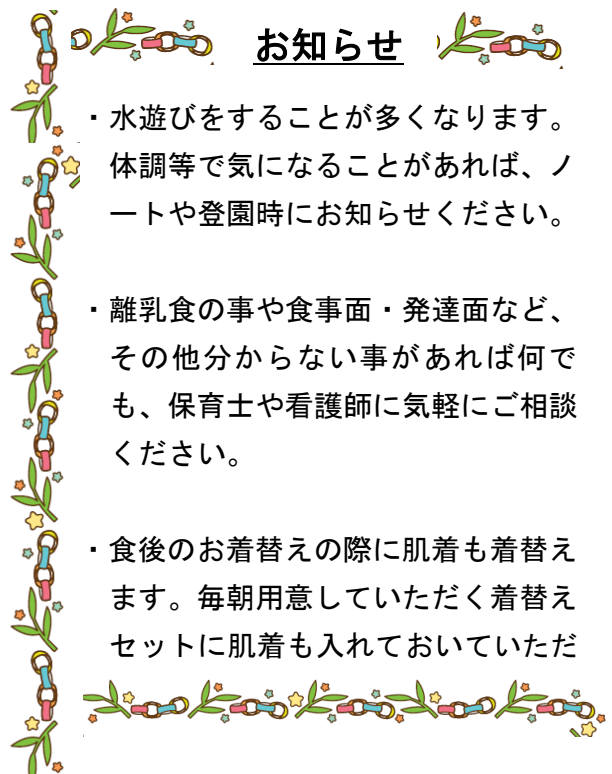 お知らせ
・水遊びをすることが多くなります。
体調等で気になることがあれば、ノ
ートや登園時にお知らせください。
・離乳食の事や食事面・発達面など、
その他分からない事があれば何で
も、保育士や看護師に気軽にご相談
ください。
・食後のお着替えの際に肌着も着替え
ます。毎朝用意していただく着替え
セットに肌着も入れておいていただ